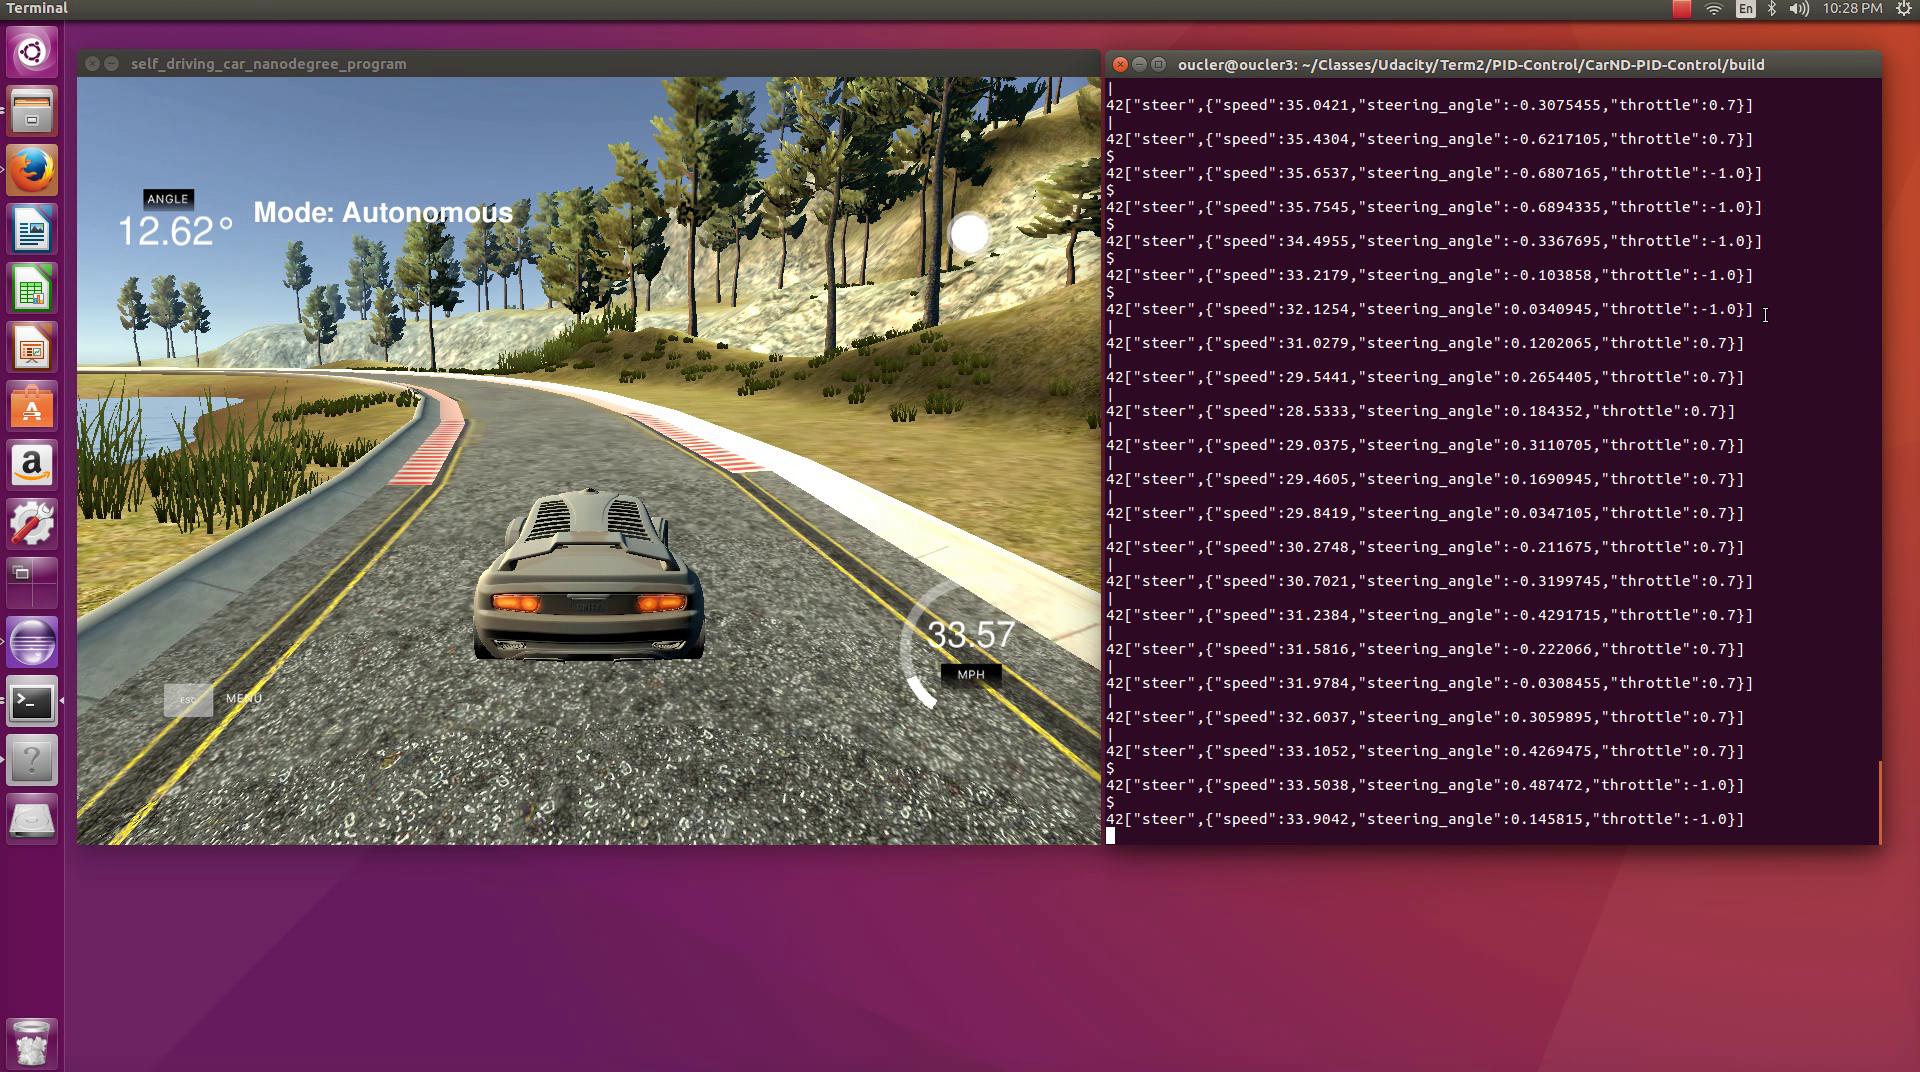 Terminal
En
10:28 PM
self_driving_car_nanodegree_program
ANGLE
12.62°
Mode: Autonomous
33.57
MPH
ESC
MENU
a
oucler@oucler3: ~/Classes/Udacity/Term2/PID-Control/CarND-PID-Control/build
|
42["steer",{"speed":35.0421,"steering_angle":-0.3075455,"throttle":0.7}]
|
42["steer",{"speed":35.4304,"steering_angle":-0.6217105,"throttle":0.7}]
$
42["steer",{"speed":35.6537,"steering_angle":-0.6807165,"throttle":-1.0}]
$
42["steer",{"speed":35.7545,"steering_angle":-0.6894335,"throttle":-1.0}]
$
42["steer",{"speed":34.4955,"steering_angle":-0.3367695,"throttle":-1.0}]
$
42["steer",{"speed":33.2179,"steering_angle":-0.103858,"throttle":-1.0}]
$
42["steer",{"speed":32.1254,"steering_angle":0.0340945,"throttle":-1.0}]
|
42["steer",{"speed":31.0279,"steering_angle":0.1202065,"throttle":0.7}]
|
42["steer",{"speed":29.5441,"steering_angle":0.2654405,"throttle":0.7}]
|
42["steer",{"speed":28.5333,"steering_angle":0.184352,"throttle":0.7}]
|
42["steer",{"speed":29.0375,"steering_angle":0.3110705,"throttle":0.7}]
|
42["steer",{"speed":29.4605,"steering_angle":0.1690945,"throttle":0.7}]
|
42["steer",{"speed":29.8419,"steering_angle":0.0347105,"throttle":0.7}]
|
42["steer",{"speed":30.2748,"steering_angle":-0.211675,"throttle":0.7}]
|
42["steer",{"speed":30.7021,"steering_angle":-0.3199745,"throttle":0.7}]
|
42["steer",{"speed":31.2384,"steering_angle":-0.4291715,"throttle":0.7}]
|
42["steer",{"speed":31.5816,"steering_angle":-0.222066,"throttle":0.7}]
|
42["steer",{"speed":31.9784,"steering_angle":-0.0308455,"throttle":0.7}]
|
42["steer",{"speed":32.6037,"steering_angle":0.3059895,"throttle":0.7}]
|
42["steer",{"speed":33.1052,"steering_angle":0.4269475,"throttle":0.7}]
$
42["steer",{"speed":33.5038,"steering_angle":0.487472,"throttle":-1.0}]
$
42["steer",{"speed":33.9042,"steering_angle":0.145815,"throttle":-1.0}]